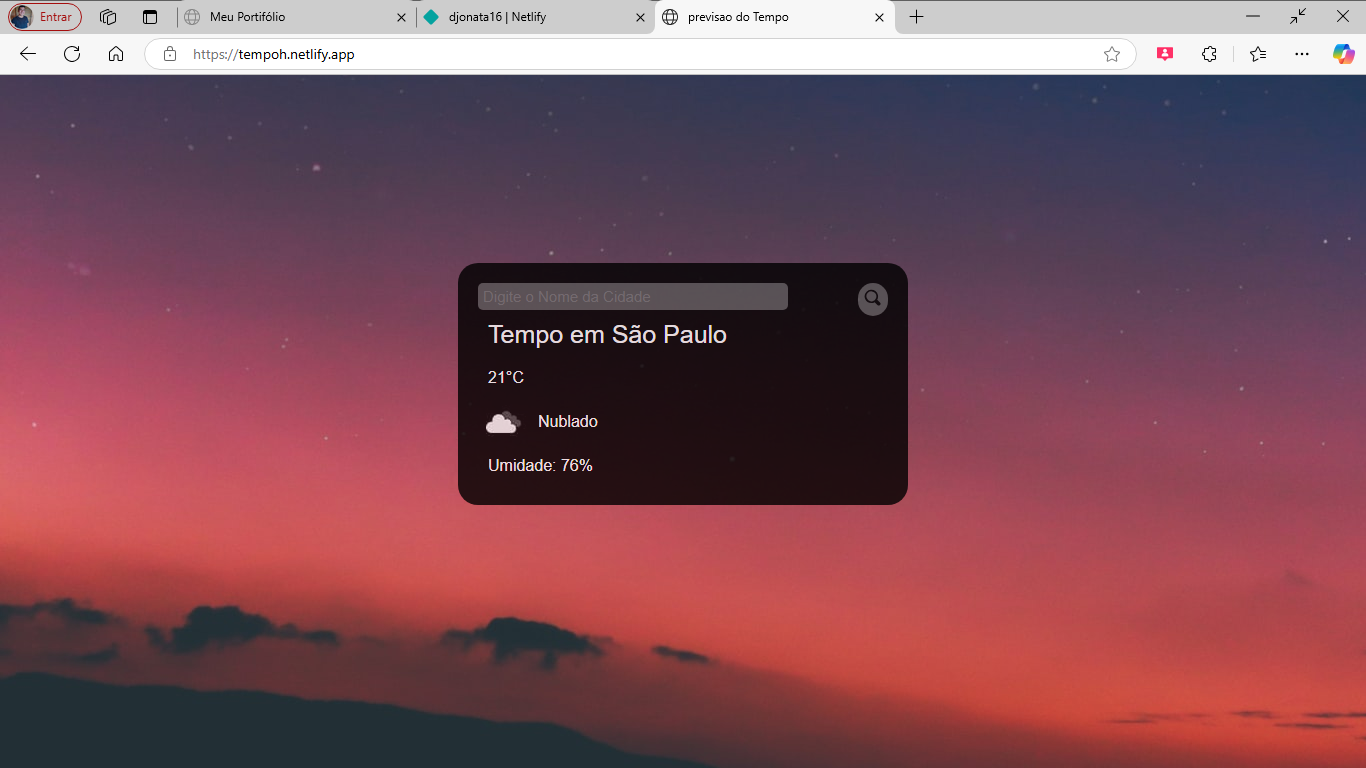 Entrar
Meu Portifólio
djonata16 | Netlify
previsao do Tempo
https://tempoh.netlify.app
Digite o Nome da Cidade
Tempo em São Paulo
21°C
Nublado
Umidade: 76%